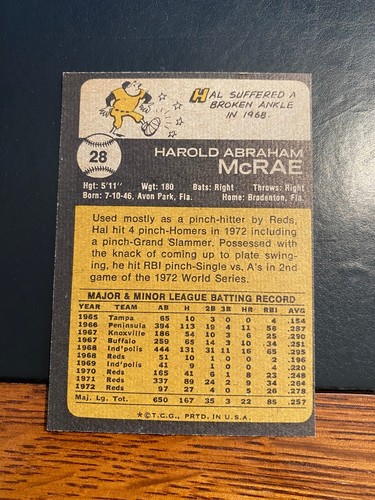 HAL SUFFERED A
BROKEN ANKLE
IN 1968.
28
HAROLD ABRAHAM
McRAE
Hgt: 5'11" Wgt: 180 Bats: Right Throws: Right
Born: 7-10-46, Avon Park, Fla. Home: Bradenton, Fla.
Used mostly as a pinch-hitter by Reds,
Hal hit 4 pinch-Homers in 1972 including
a pinch-Grand Slammer. Possessed with
the knack of coming up to plate swing-
ing, he hit RBI pinch-Single vs. A's in 2nd
game of the 1972 World Series.
MAJOR & MINOR LEAGUE BATTING RECORD
YEAR TEAM AB H 2B 3B HR RBI AVG
1965 Tampa 65 10 3 0 0 4 .154
1966 Peninsula 394 113 19 4 11 56 .287
1967 Knoxville 186 54 10 3 6 25 .290
1967 Buffalo 259 65 14 3 10 34 .251
1968 Ind'polis 444 131 31 11 16 65 .295
1968 Reds 51 10 1 0 0 2 .196
1969 Ind'polis 41 9 1 0 0 4 .220
1970 Reds 165 41 6 1 8 23 .248
1971 Reds 337 89 24 2 9 34 .264
1972 Reds 97 27 4 0 5 26 .278
Maj. Lg. Tot. 650 167 35 3 22 85 .257
*©T.C.G., PRTD. IN U.S.A.